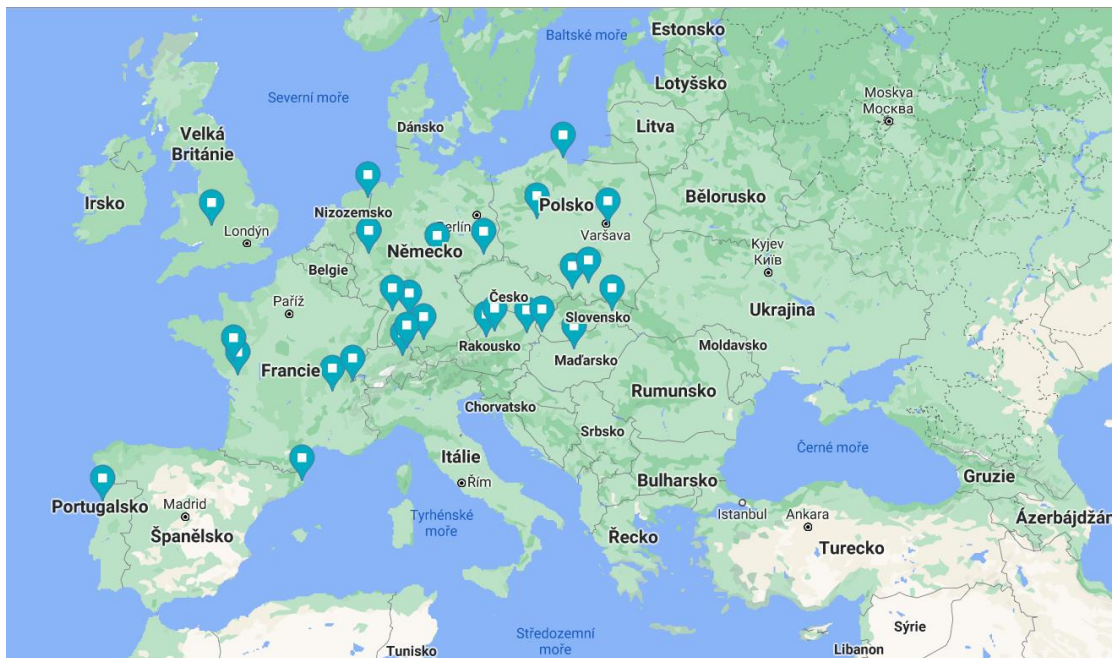 Estonsko
Baltské moře
Lotyšsko
Moskva
Москва
Severní moře
Dánsko
Litva
Velká
Británie
Bělorusko
Irsko
Nizozemsko
Polsko
Londýn
Varšava
Německo
Kyjev
Київ
Belgie
Paříž
Česko
Ukrajina
Slovensko
Rakousko
Maďarsko
Moldavsko
Francie
Rumunsko
Chorvatsko
Srbsko
Černé moře
Itálie
Bulharsko
Gruzie
Řím
Portugalsko
Madrid
Istanbul
Ankara
Tyrhénské
moře
Ázerbájdžán
Španělsko
Řecko
Turecko
Středozemní
moře
Sýrie
Tunisko
Libanon